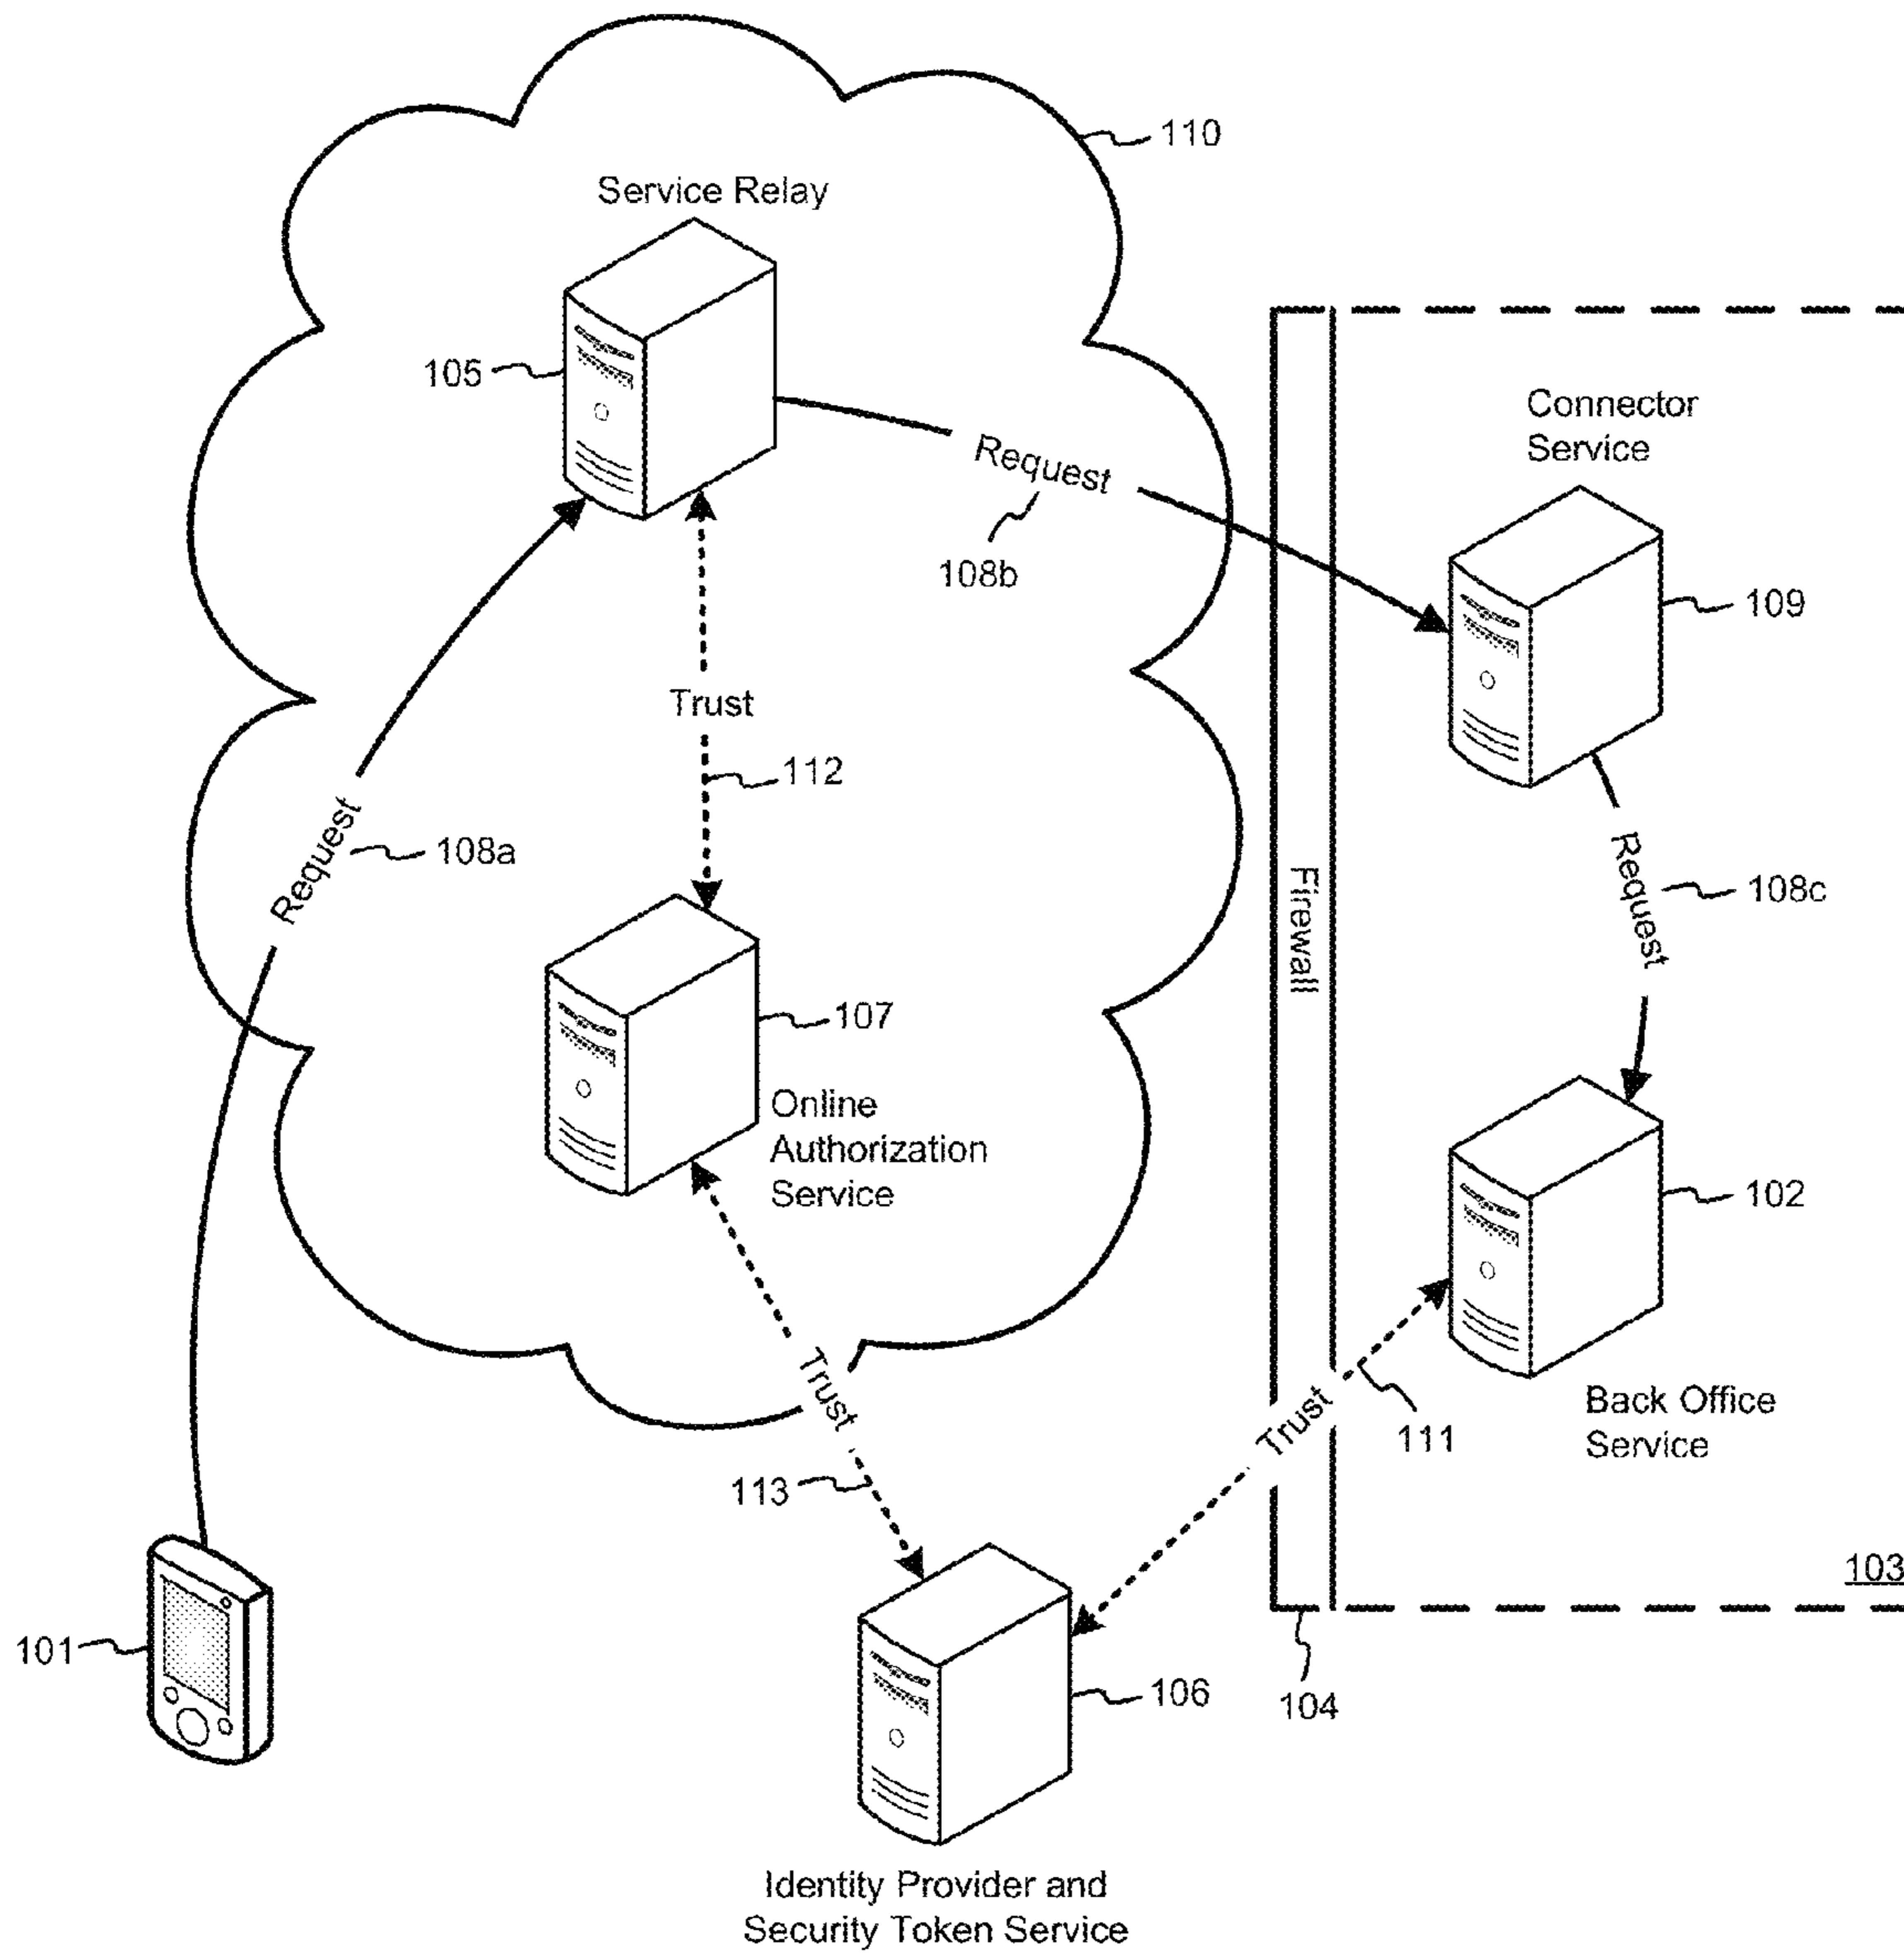 110
Service Relay
105
Connector
Service
Request
108b
109
Trust
112
Request
108a
Request
108c
Firewall
107
Online
Authorization
Service
102
Trust
113
Trust
111
Back Office
Service
103
101
106
104
Identity Provider and
Security Token Service